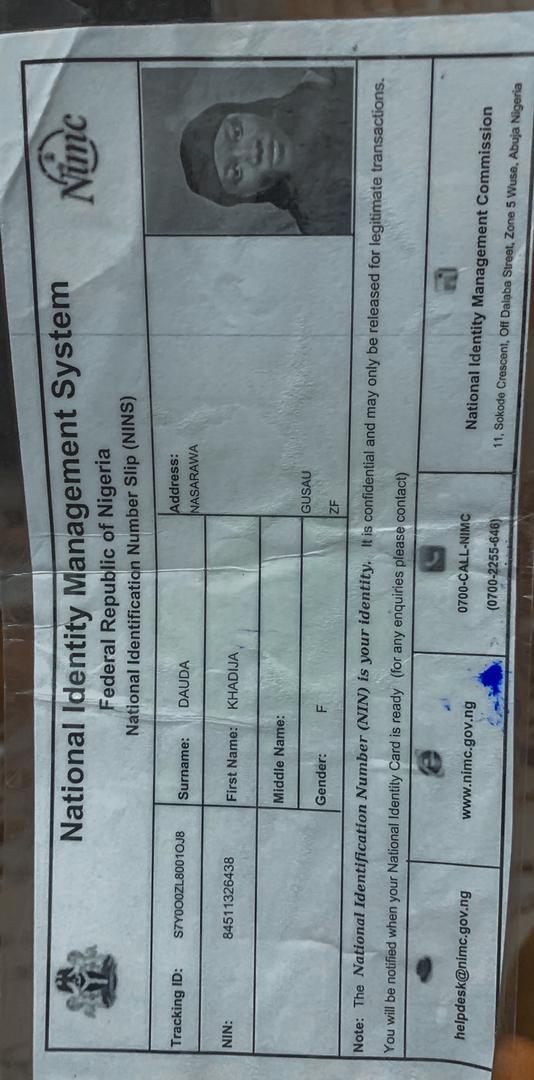 National Identity Management System
Federal Republic of Nigeria
National Identification Number Slip (NINS)
Nimc
Tracking ID: S7Y0O0ZL8001OJ8
Surname: DAUDA
Address:
NASARAWA
NIN: 84511326438
First Name: KHADIJA
Middle Name:
Gender: F
GUSAU
ZF
Note: The National Identification Number (NIN) is your identity. It is confidential and may only be released for legitimate transactions.
You will be notified when your National Identity Card is ready (for any enquiries please contact)
helpdesk@nimc.gov.ng
www.nimc.gov.ng
0700-CALL-NIMC
(0700-2255-646)
National Identity Management Commission
11, Sokode Crescent, Off Dalaba Street, Zone 5 Wuse, Abuja Nigeria